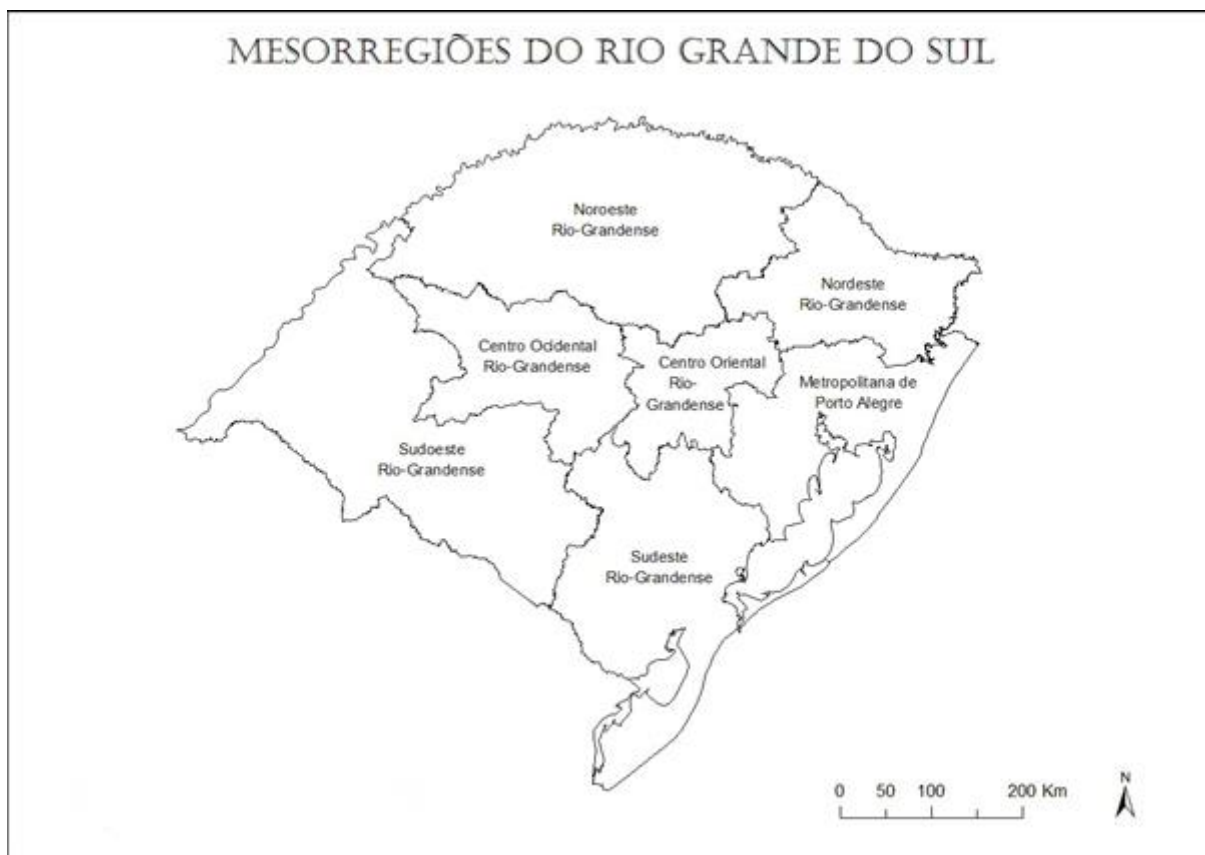 MESORREGIÕES DO RIO GRANDE DO SUL
Noroeste
Rio-Grandense
Nordeste
Rio-Grandense
Centro Ocidental
Rio-Grandense
Centro Oriental
Rio-
Grandense
Metropolitana de
Porto Alegre
Sudoeste
Rio-Grandense
Sudeste
Rio-Grandense
0 50 100 200 Km
N